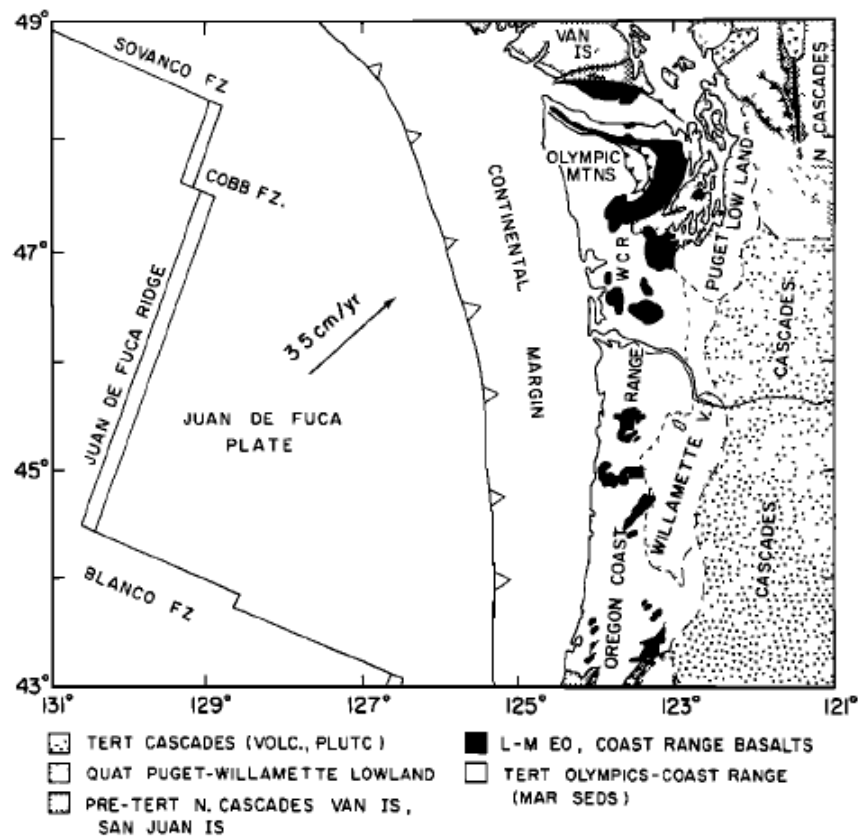 49°
48°
47°
46°
45°
44°
43°
131°
129°
127°
125°
123°
121°
SOVANCO FZ
COBB FZ.
JUAN DE FUCA RIDGE
3 5 cm/yr
JUAN DE FUCA
PLATE
BLANCO FZ
CONTINENTAL
MARGIN
VAN
IS
OLYMPIC
MTNS
N CASCADES
PUGET LOW LAND
W C R
CASCADES
OREGON COAST RANGE
WILLAMETTE V.
CASCADES
TERT CASCADES (VOLC., PLUTC)
QUAT PUGET-WILLAMETTE LOWLAND
PRE-TERT N. CASCADES VAN IS,
SAN JUAN IS
L-M EO, COAST RANGE BASALTS
TERT OLYMPICS-COAST RANGE
(MAR SEDS)